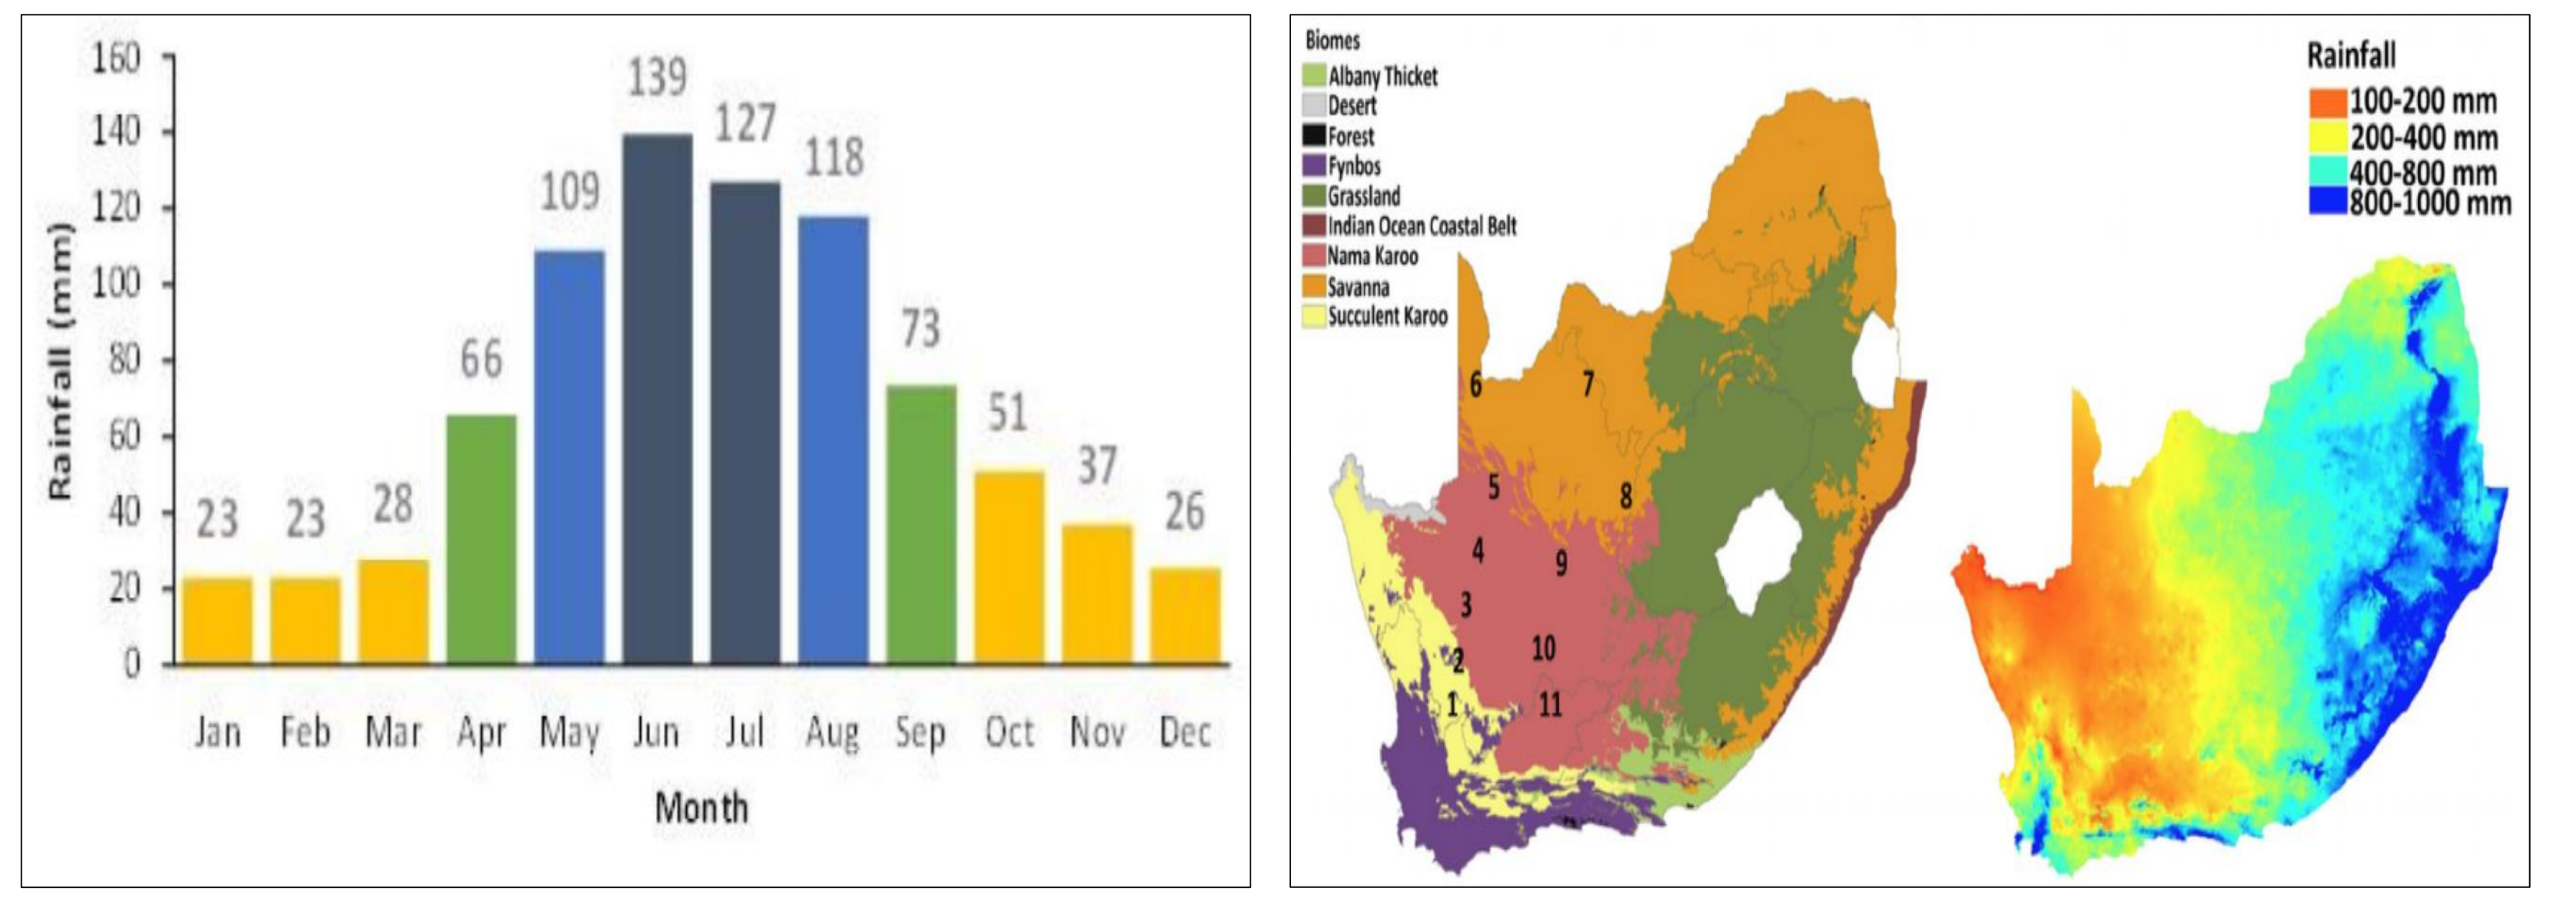 160
140
120
100
80
60
40
20
0
Rainfall (mm)
23
23
28
66
109
139
127
118
73
51
37
26
Jan Feb Mar Apr May Jun Jul Aug Sep Oct Nov Dec
Month
Biomes
Albany Thicket
Desert
Forest
Fynbos
Grassland
Indian Ocean Coastal Belt
Nama Karoo
Savanna
Succulent Karoo
6
7
5
8
4
9
3
10
2
1
11
Rainfall
100-200 mm
200-400 mm
400-800 mm
800-1000 mm